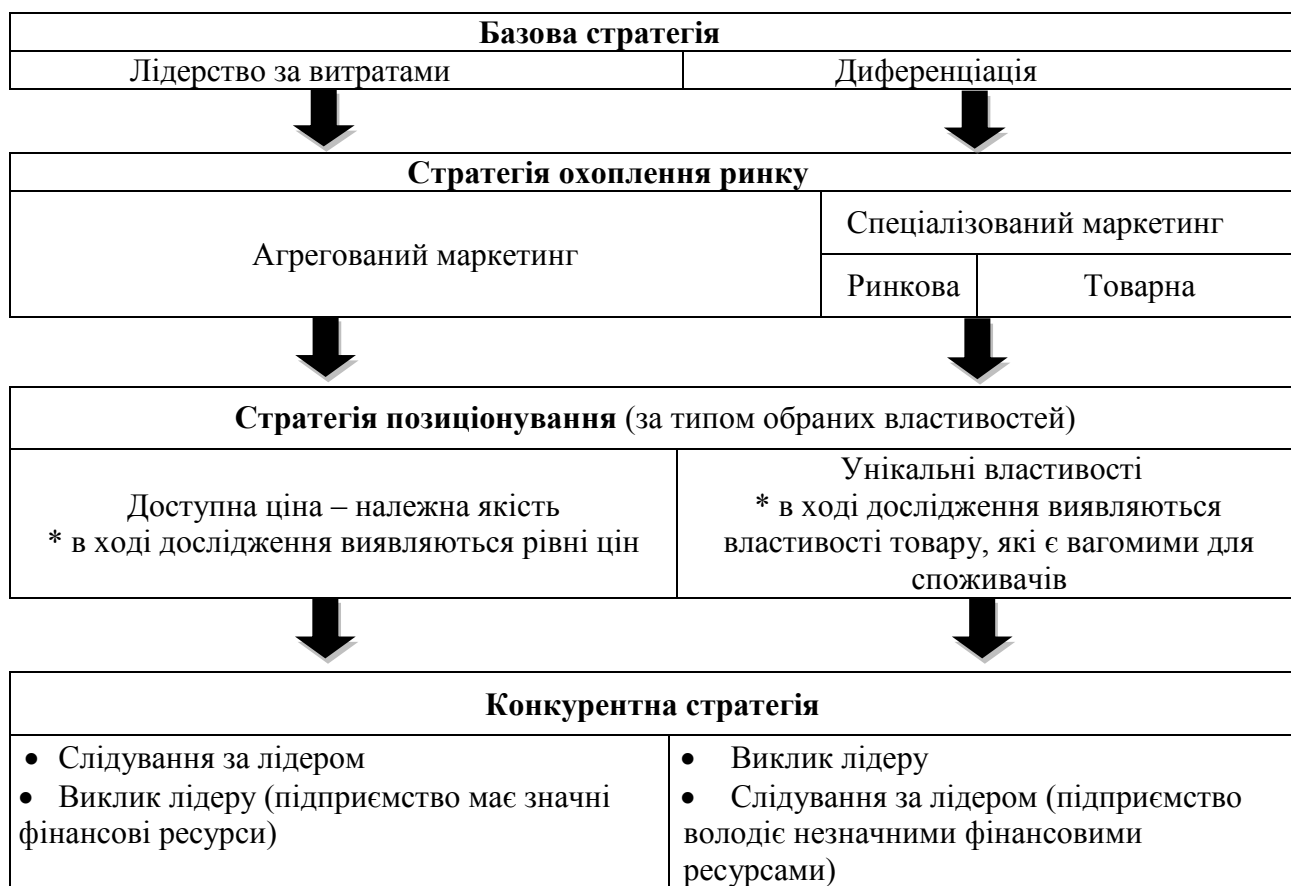 Базова стратегія
Лідерство за витратами
Диференціація
Стратегія охоплення ринку
Агрегований маркетинг
Спеціалізований маркетинг
Ринкова
Товарна
Стратегія позиціонування (за типом обраних властивостей)
Доступна ціна – належна якість
* в ході дослідження виявляються рівні цін
Унікальні властивості
* в ході дослідження виявляються
властивості товару, які є вагомими для
споживачів
Конкурентна стратегія
• Слідування за лідером
• Виклик лідеру (підприємство має значні
фінансові ресурси)
• Виклик лідеру
• Слідування за лідером (підприємство
володіє незначними фінансовими
ресурсами)